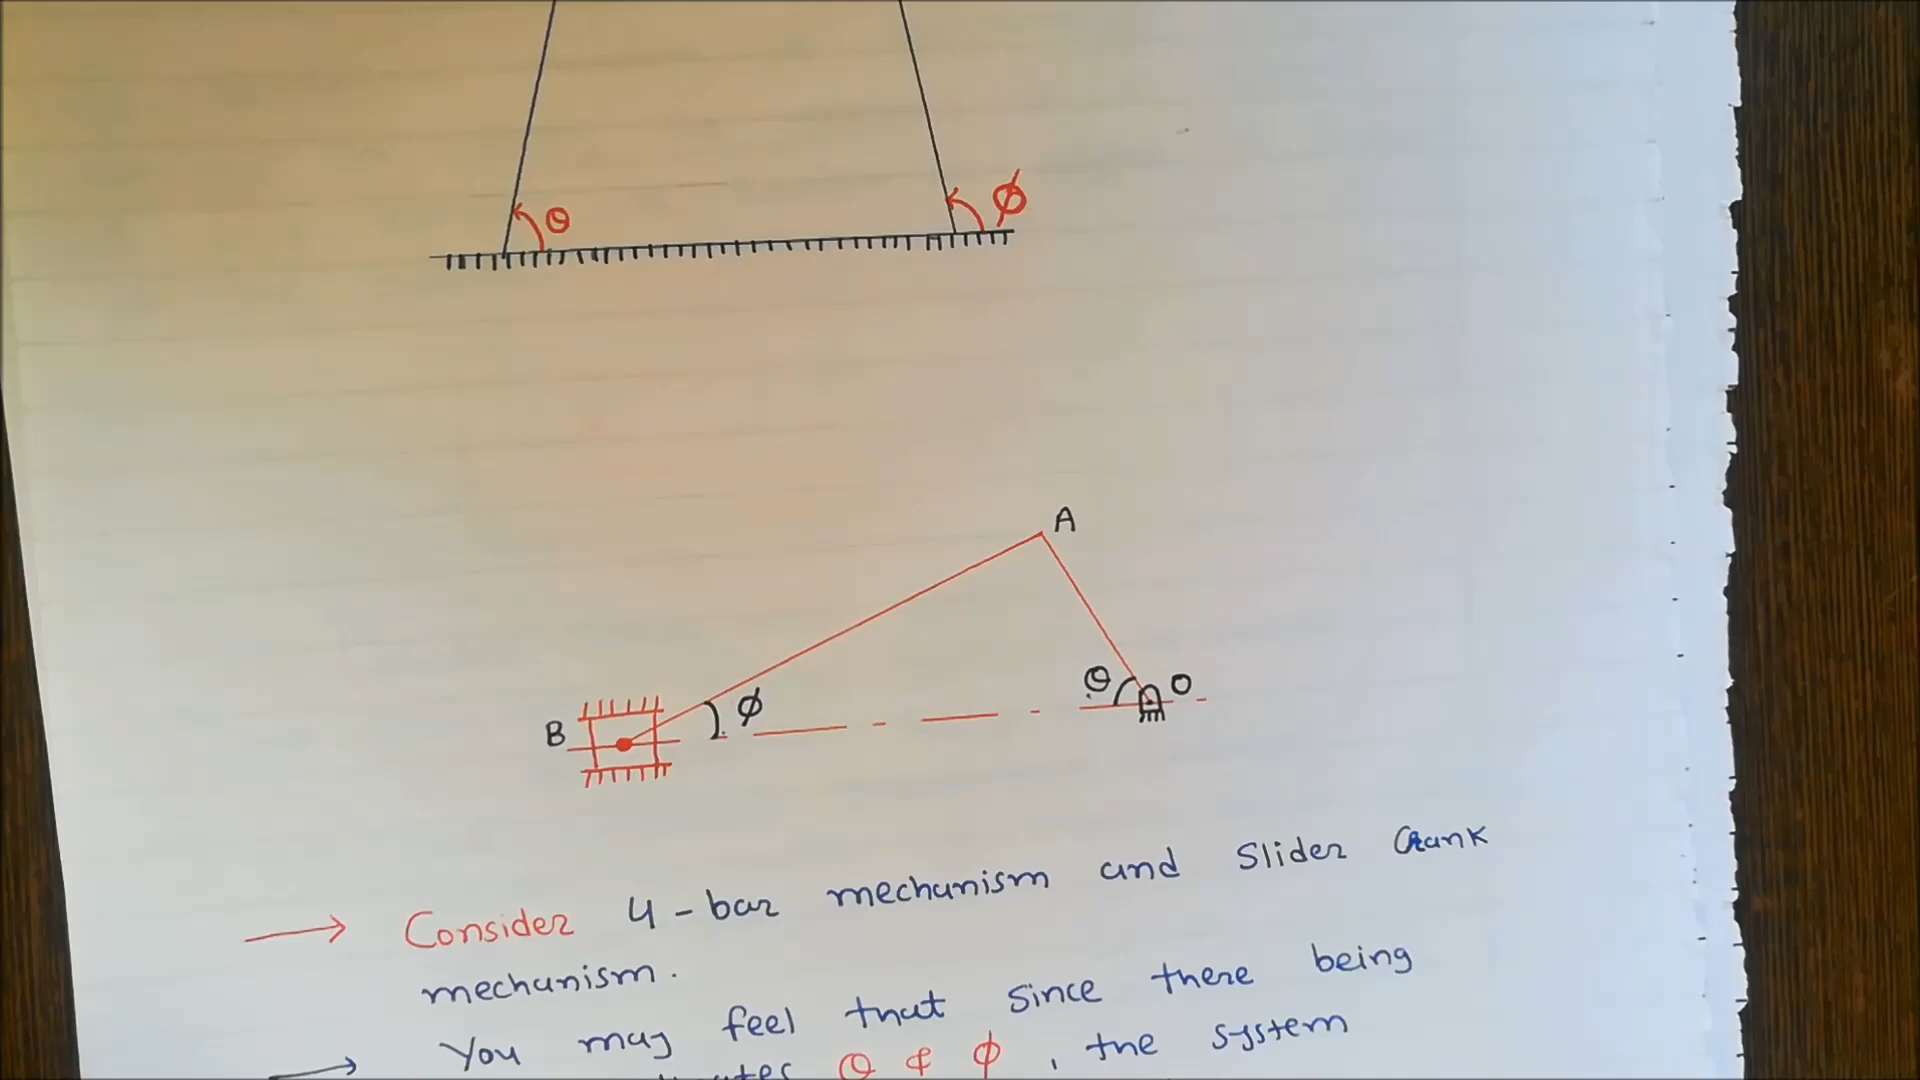 θ
ϕ
A
θ
O
ϕ
B
→ Consider 4-bar mechanism and Slider Crank
mechanism.
→ You may feel that since there being
θ & ϕ, the system